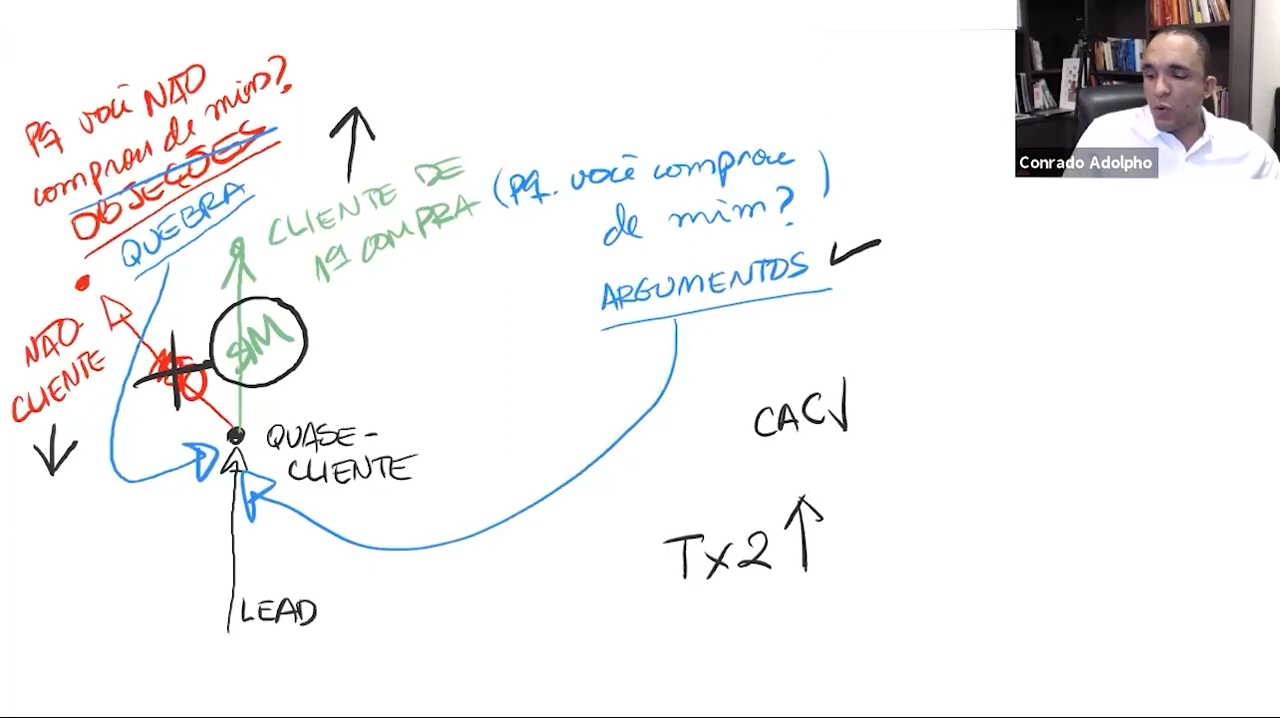 Pq você NÃO
comprou de mim?
OBJEÇÕES
QUEBRA
CLIENTE DE
1ª COMPRA
(Pq. você comprou
de mim?)
ARGUMENTOS
NÃO-
CLIENTE
SIM
QUASE-
CLIENTE
LEAD
CAC
Tx2
Conrado Adolpho